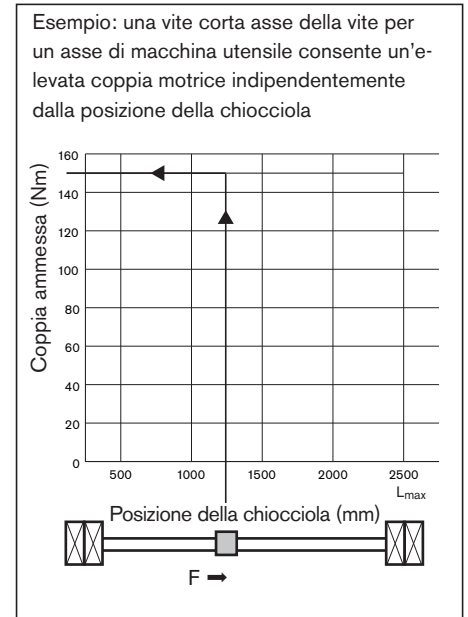 Esempio: una vite corta asse della vite per
un asse di macchina utensile consente un'e-
levata coppia motrice indipendentemente
dalla posizione della chiocciola
Coppia ammessa (Nm)
160
140
120
100
80
60
40
20
0
500 1000 1500 2000 2500
Lmax
Posizione della chiocciola (mm)
F ➡